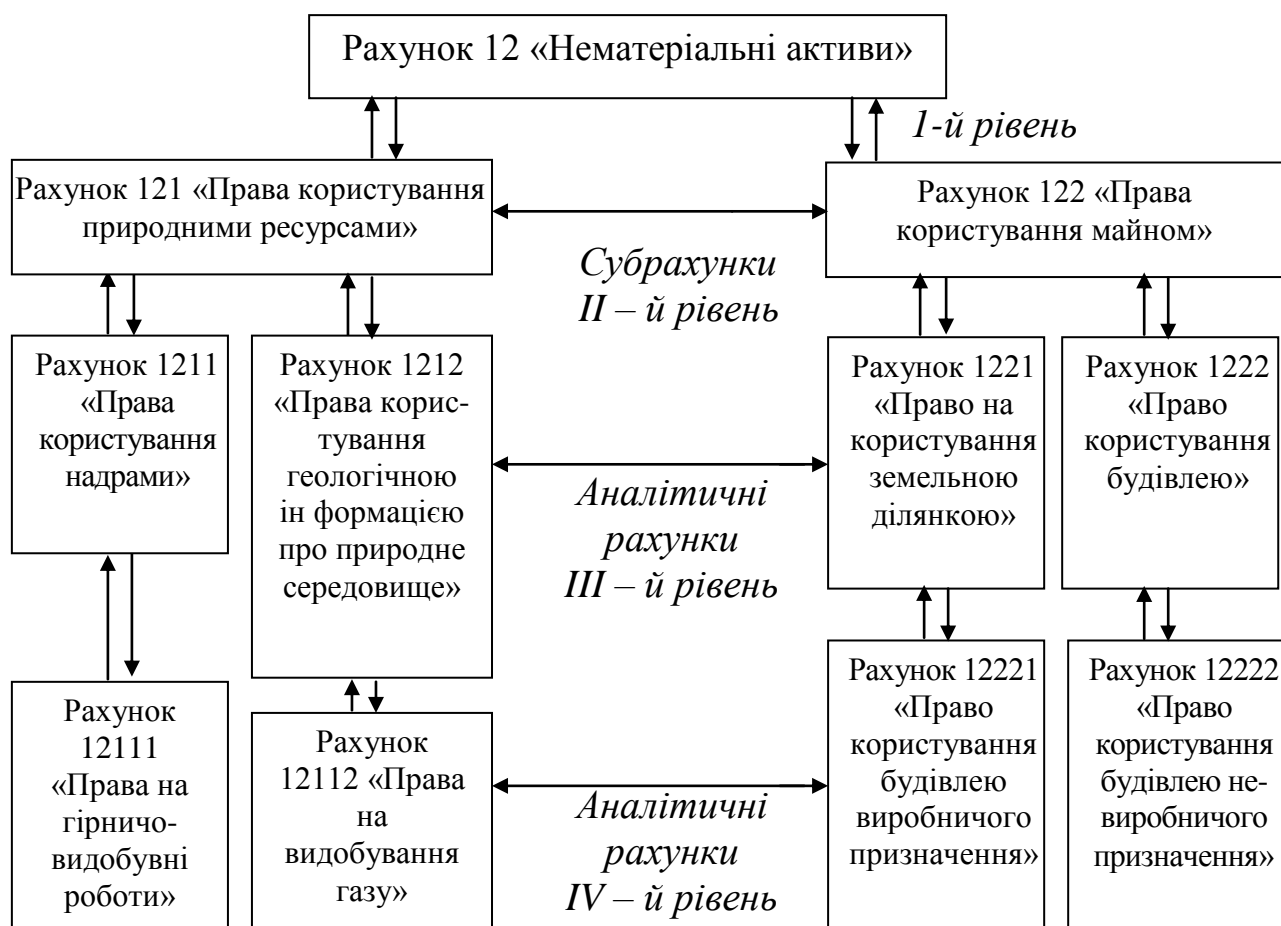 Рахунок 12 «Нематеріальні активи»
1-й рівень
Рахунок 121 «Права користування
природними ресурсами»
Рахунок 122 «Права
користування майном»
Субрахунки
II – й рівень
Рахунок 1211
«Права
користування
надрами»
Рахунок 1212
«Права корис-
тування
геологічною
ін формацією
про природне
середовище»
Аналітичні
рахунки
III – й рівень
Рахунок 1221
«Право на
користування
земельною
ділянкою»
Рахунок 1222
«Право
користування
будівлею»
Рахунок
12111
«Права на
гірничо-
видобувні
роботи»
Рахунок
12112 «Права
на
видобування
газу»
Аналітичні
рахунки
IV – й рівень
Рахунок 12221
«Право
користування
будівлею
виробничого
призначення»
Рахунок 12222
«Право
користування
будівлею не-
виробничого
призначення»